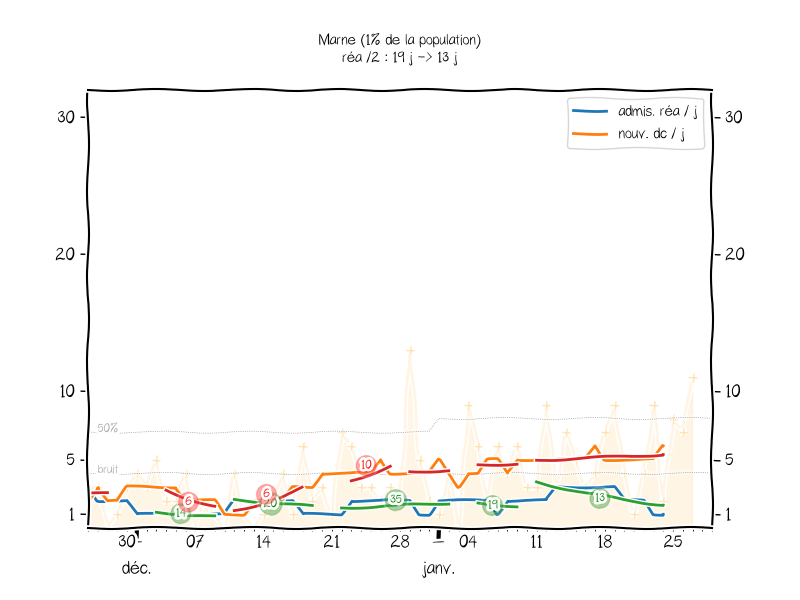 Marne (1% de la population)
réa /2 : 19 j -> 13 j
admis. réa / j
nouv. dc / j
30 30
20 20
10 10
50%
10
5 5
bruit
6 6 35 13
20 19
1 1
30 07 14 21 28 04 11 18 25
déc. janv.